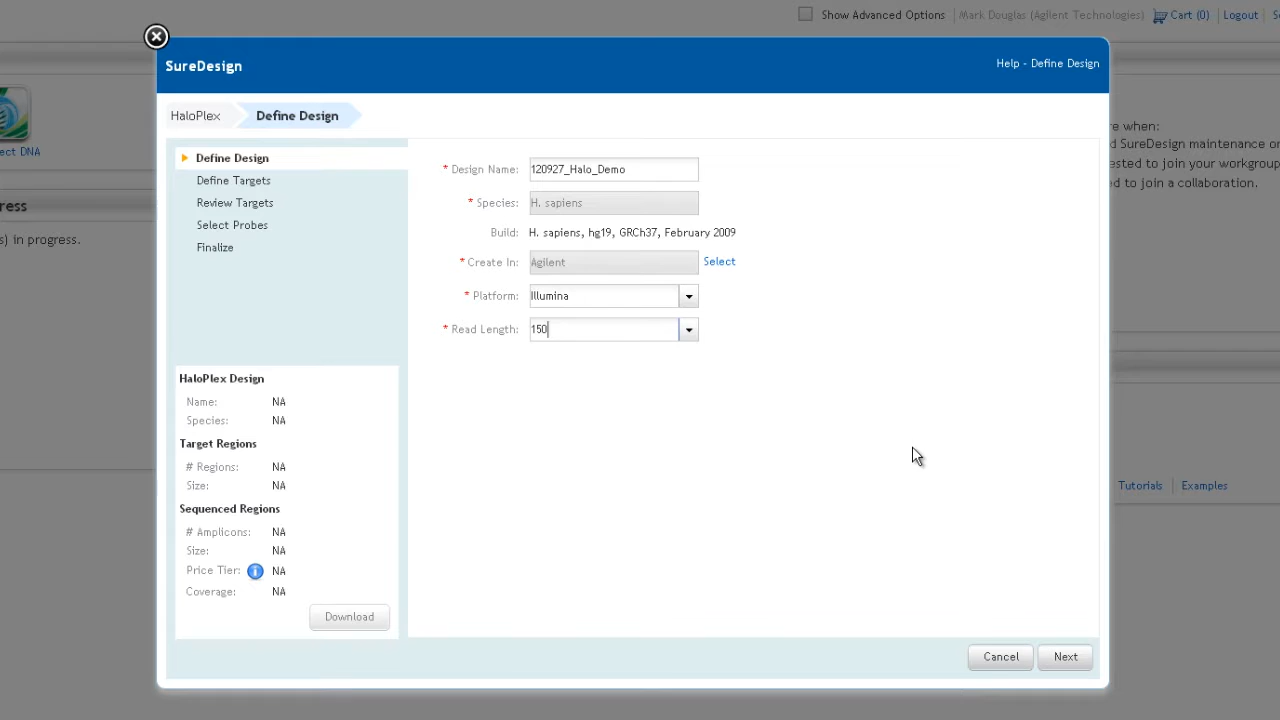 Show Advanced Options
Mark Douglas (Agilent Technologies)
Cart (0)
Logout
SureDesign
Help - Define Design
HaloPlex
Define Design
ect DNA
ress
s) in progress.
Define Design
Define Targets
Review Targets
Select Probes
Finalize
* Design Name: 120927_Halo_Demo
* Species: H. sapiens
Build: H. sapiens, hg19, GRCh37, February 2009
* Create In: Agilent Select
* Platform: Illumina
* Read Length: 150
HaloPlex Design
Name: NA
Species: NA
Target Regions
# Regions: NA
Size: NA
Sequenced Regions
# Amplicons: NA
Size: NA
Price Tier: NA
Coverage: NA
Download
Cancel
Next
re when:
d SureDesign maintenance or
sted to join your workgroup
d to join a collaboration.
Tutorials
Examples